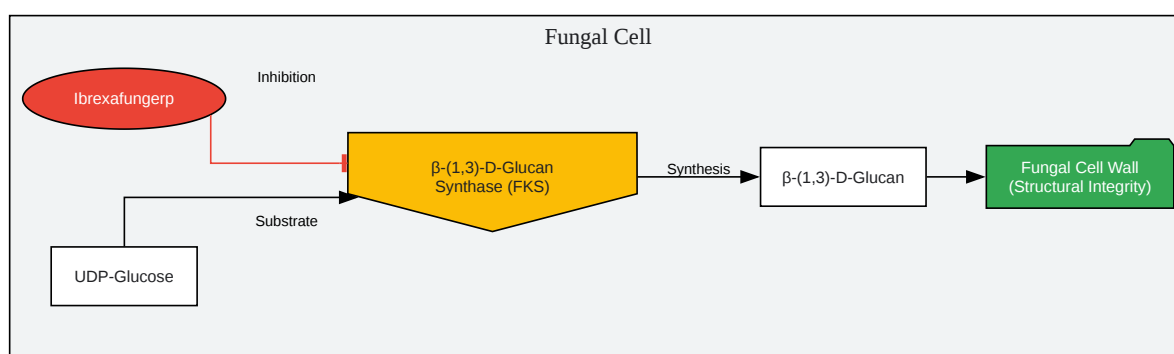 Fungal Cell
Inhibition
Ibrexafungerp
β-(1,3)-D-Glucan
Synthase (FKS)
Synthesis
β-(1,3)-D-Glucan
Fungal Cell Wall
(Structural Integrity)
Substrate
UDP-Glucose